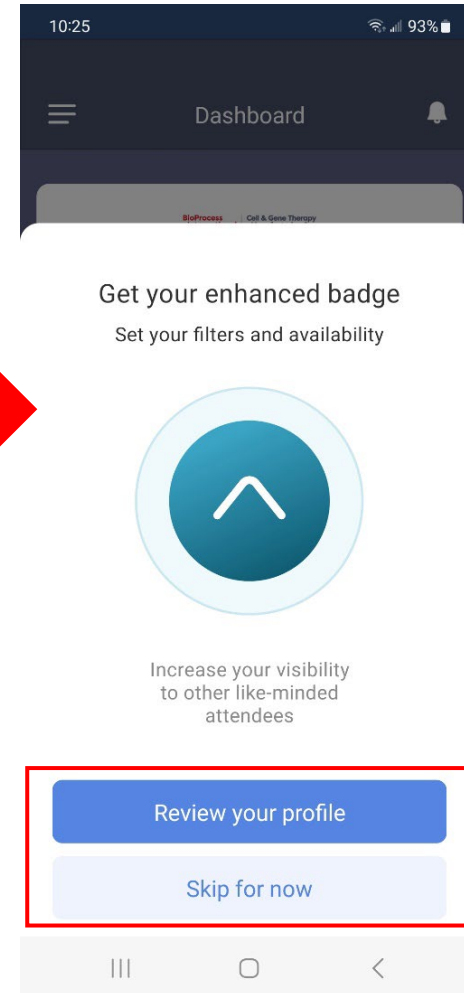 10:25 93%
Dashboard
BioProcess Cell & Gene Therapy
Get your enhanced badge
Set your filters and availability
Increase your visibility
to other like-minded
attendees
Review your profile
Skip for now